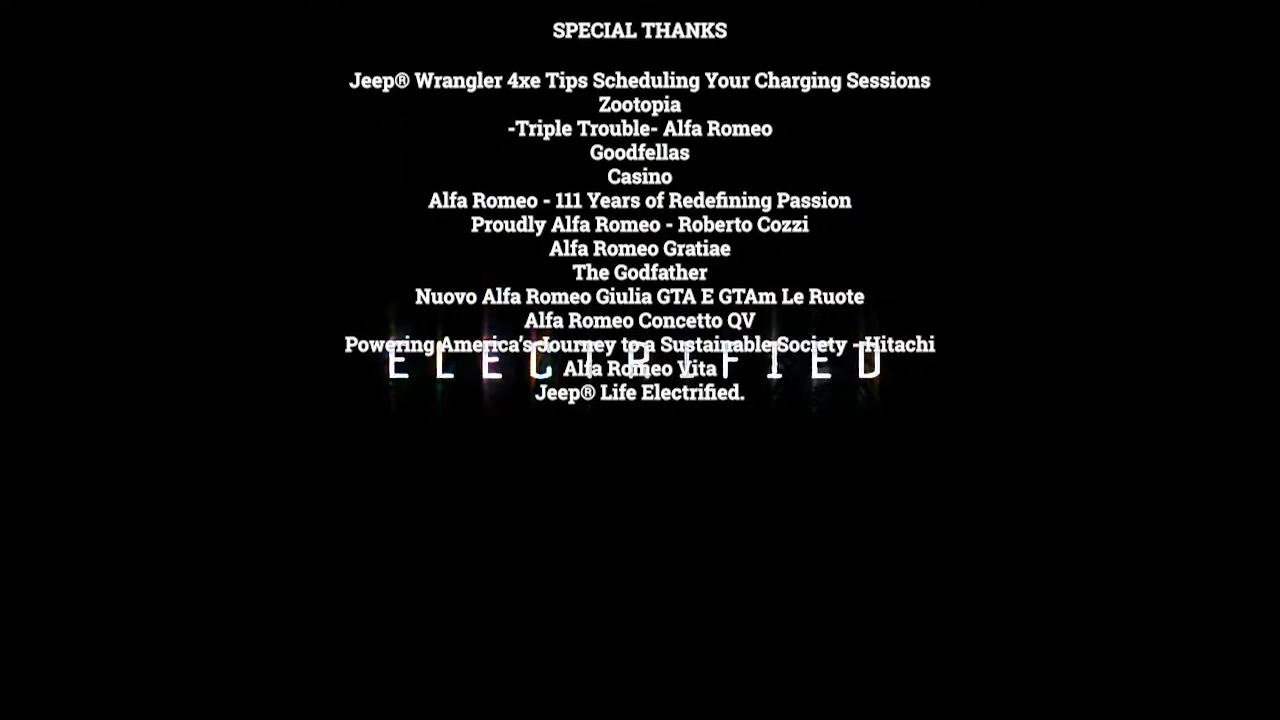 SPECIAL THANKS
Jeep® Wrangler 4xe Tips Scheduling Your Charging Sessions
Zootopia
-Triple Trouble- Alfa Romeo
Goodfellas
Casino
Alfa Romeo - 111 Years of Redefining Passion
Proudly Alfa Romeo - Roberto Cozzi
Alfa Romeo Gratiae
The Godfather
Nuovo Alfa Romeo Giulia GTA E GTAm Le Ruote
Alfa Romeo Concetto QV
Powering America's Journey to a Sustainable Society - Hitachi
ELECTRIFIED
Alfa Romeo Vita
Jeep® Life Electrified.